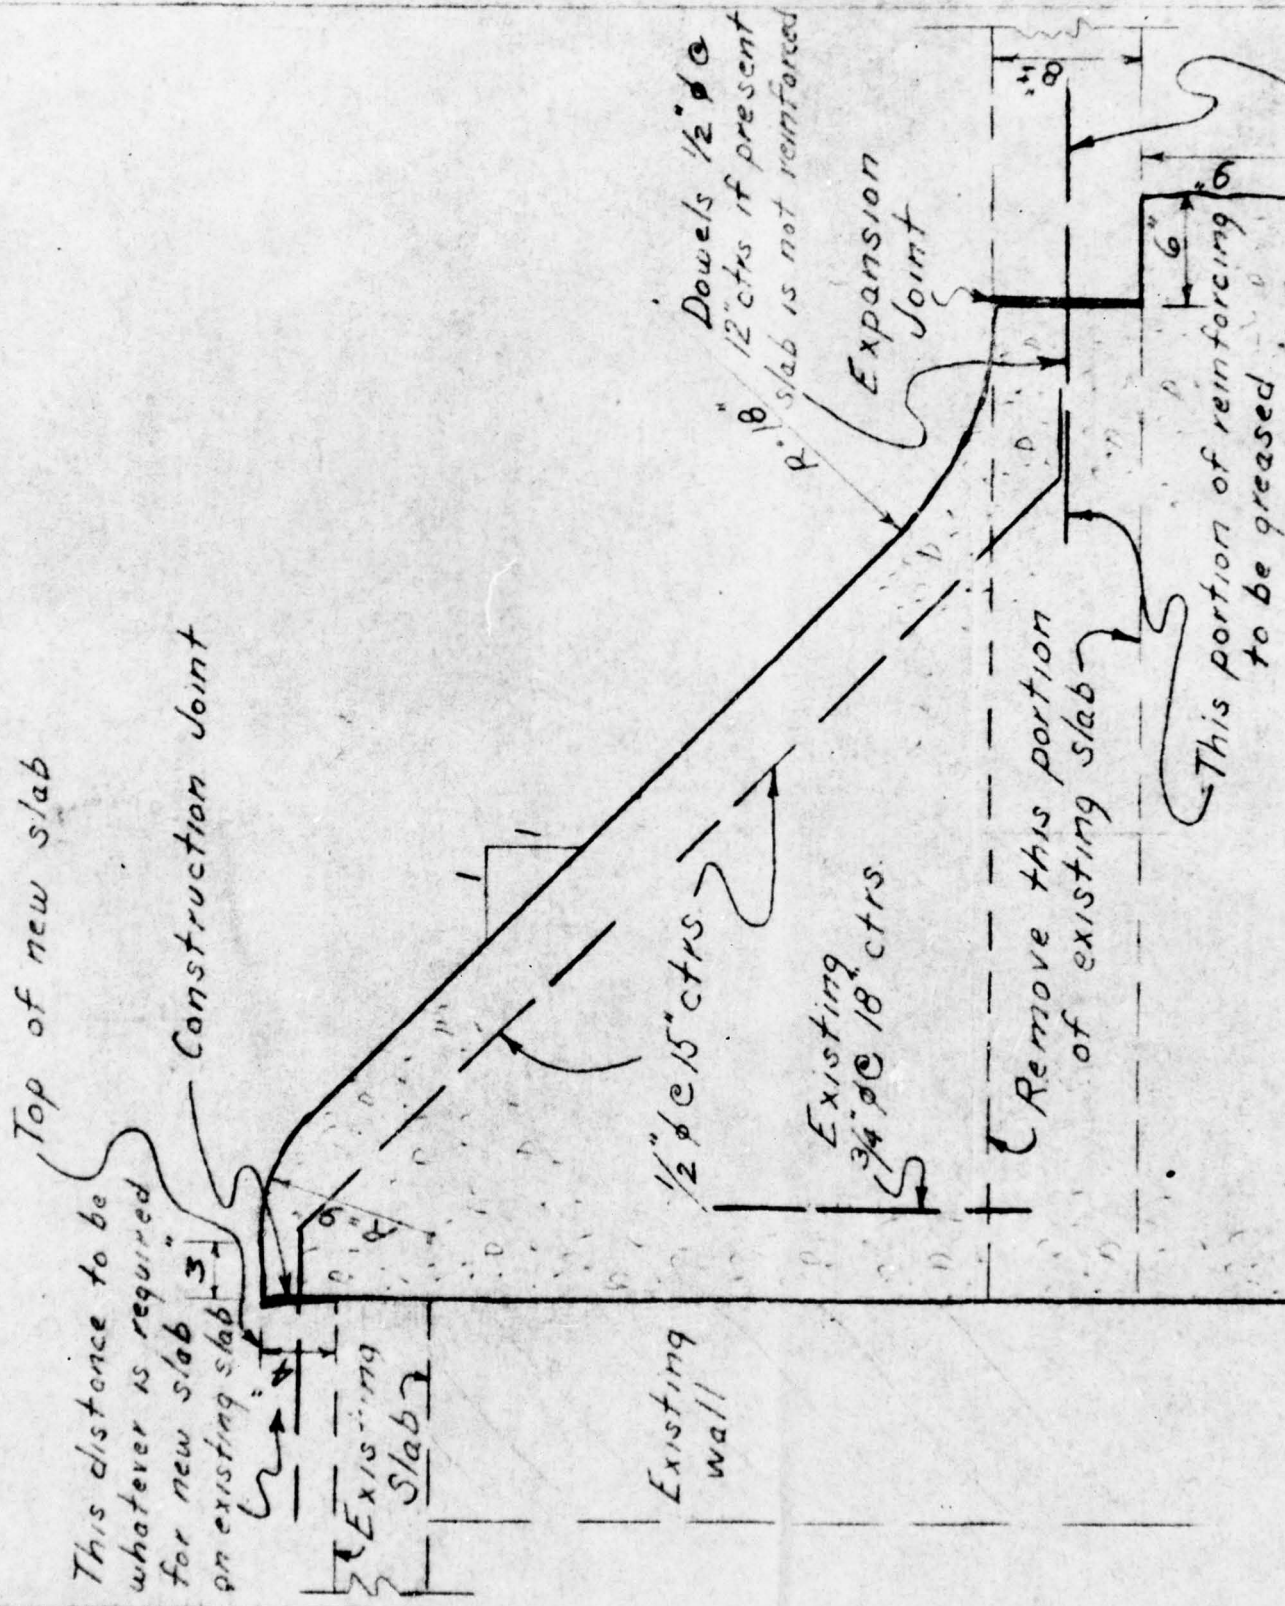 Top of new slab
This distance to be
whatever is required
for new slab
on existing slab
3"
Construction Joint
4"
Existing
Slab
9" R
1
1
Existing
wall
1/2" ϕ @ 15" ctrs.
Existing
3/4" ϕ @ 18" ctrs.
Remove this portion
of existing slab
Dowels 1/2" ϕ @
12" ctrs if present
slab is not reinforced
R·18"
Expansion
Joint
8"±
6"
9"
This portion of reinforcing
to be greased